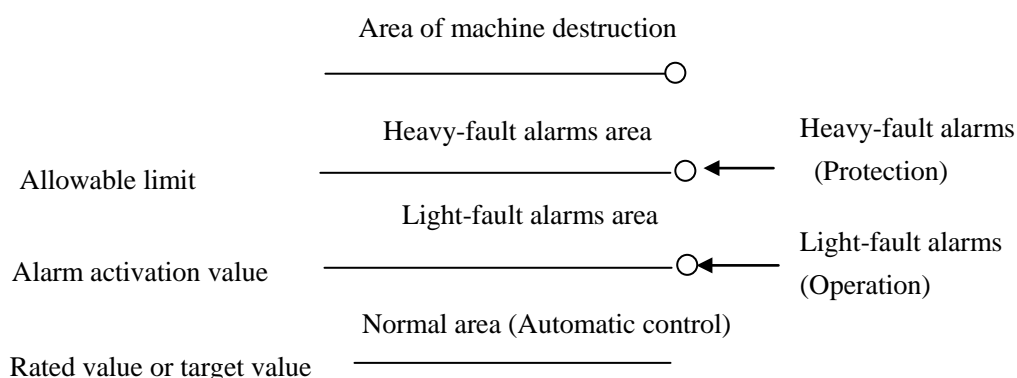 Area of machine destruction
Heavy-fault alarms area
Heavy-fault alarms
(Protection)
Allowable limit
Light-fault alarms area
Light-fault alarms
(Operation)
Alarm activation value
Normal area (Automatic control)
Rated value or target value